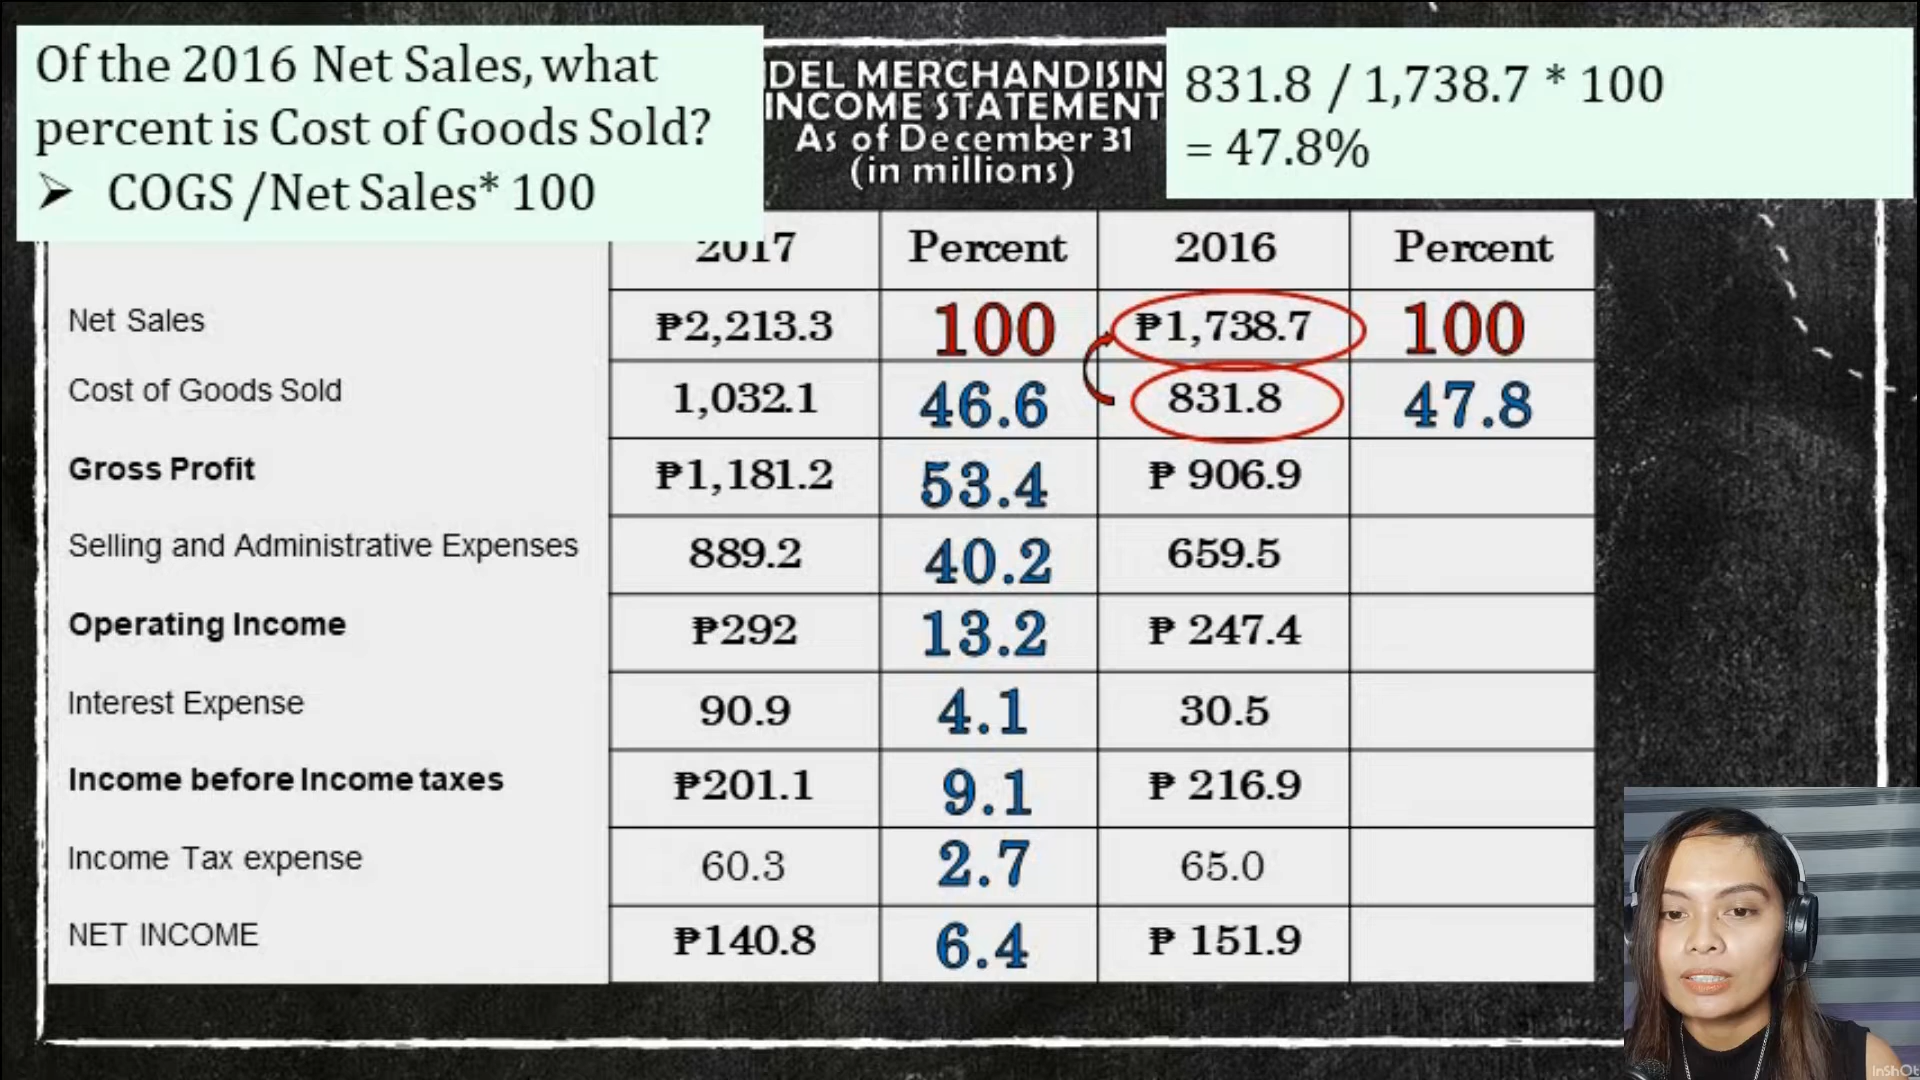 Of the 2016 Net Sales, what
percent is Cost of Goods Sold?
➢ COGS /Net Sales* 100
DEL MERCHANDISIN
INCOME STATEMENT
As of December 31
(in millions)
831.8 / 1,738.7 * 100
= 47.8%
2017 Percent 2016 Percent
Net Sales ₱2,213.3 100 ₱1,738.7 100
Cost of Goods Sold 1,032.1 46.6 831.8 47.8
Gross Profit ₱1,181.2 53.4 ₱ 906.9
Selling and Administrative Expenses 889.2 40.2 659.5
Operating Income ₱292 13.2 ₱ 247.4
Interest Expense 90.9 4.1 30.5
Income before Income taxes ₱201.1 9.1 ₱ 216.9
Income Tax expense 60.3 2.7 65.0
NET INCOME ₱140.8 6.4 ₱ 151.9
InShOt